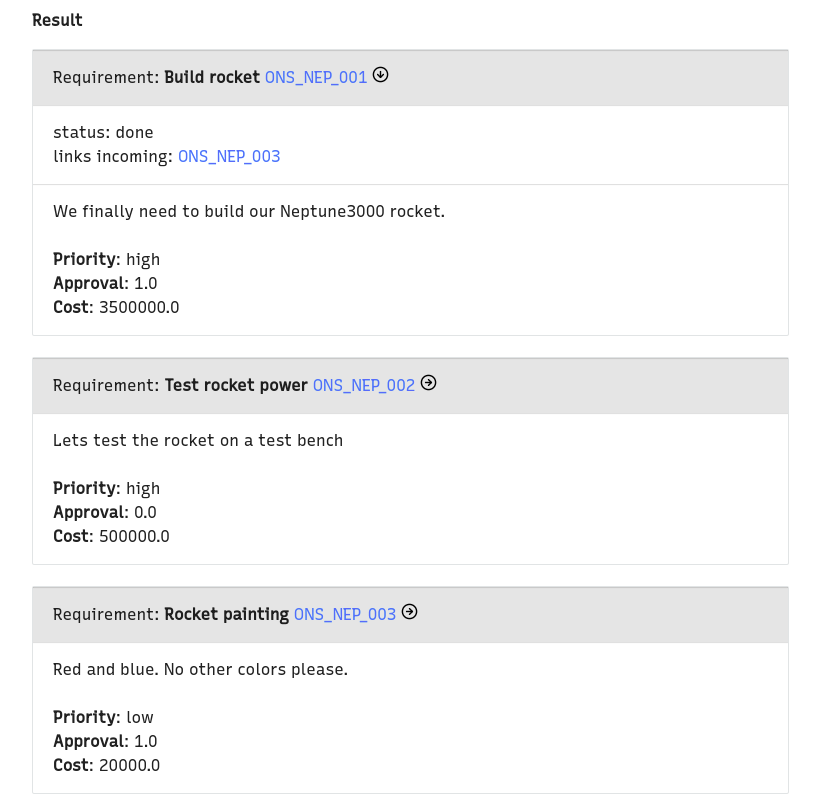 Result
Requirement: Build rocket ONS_NEP_001
status: done
links incoming: ONS_NEP_003
We finally need to build our Neptune3000 rocket.
Priority: high
Approval: 1.0
Cost: 3500000.0
Requirement: Test rocket power ONS_NEP_002
Lets test the rocket on a test bench
Priority: high
Approval: 0.0
Cost: 500000.0
Requirement: Rocket painting ONS_NEP_003
Red and blue. No other colors please.
Priority: low
Approval: 1.0
Cost: 20000.0